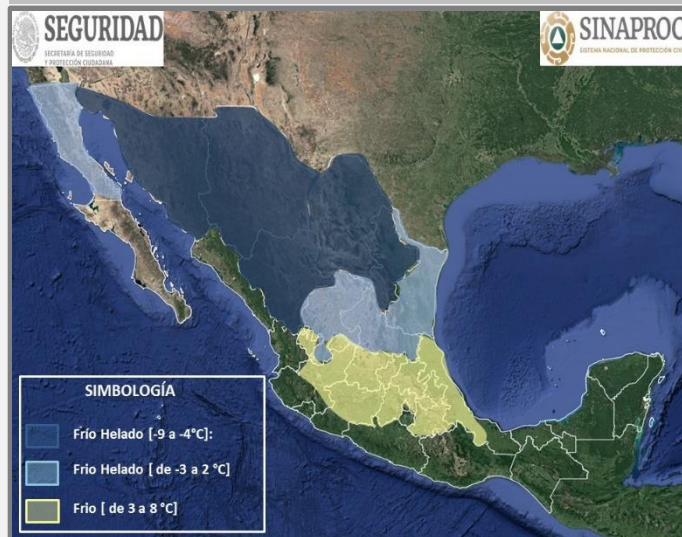 SEGURIDAD
SECRETARÍA DE SEGURIDAD
Y PROTECCIÓN CIUDADANA
SINAPROC
SISTEMA NACIONAL DE PROTECCIÓN CIV
SIMBOLOGÍA
Frío Helado [-9 a -4°C]:
Frio Helado [ de -3 a 2 °C]
Frio [ de 3 a 8 °C]